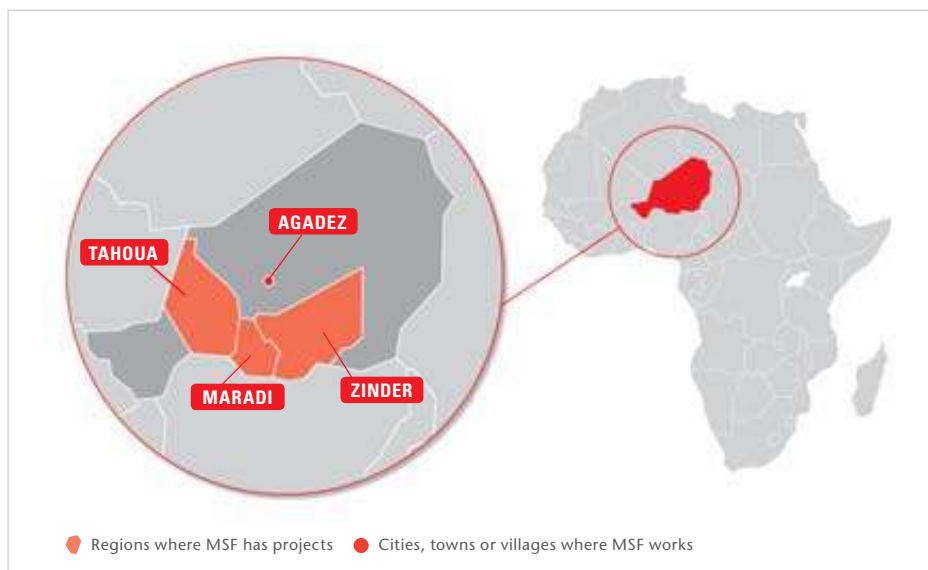 AGADEZ
TAHOUA
MARADI
ZINDER
Regions where MSF has projects
Cities, towns or villages where MSF works